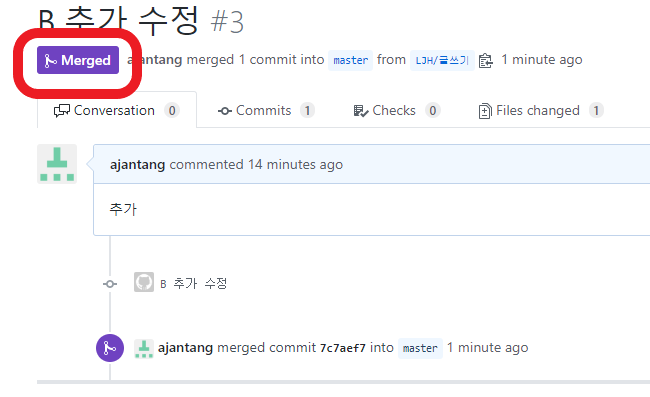 B 추가 수정 #3
Merged ajantang merged 1 commit into master from LJH/글쓰기 1 minute ago
Conversation 0 Commits 1 Checks 0 Files changed 1
ajantang commented 14 minutes ago
추가
B 추가 수정
ajantang merged commit 7c7aef7 into master 1 minute ago